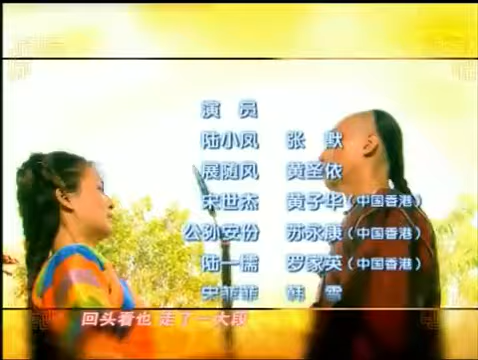 演 员
陆小凤 张 默
展随风 黄圣依
宋世杰 黄子华（中国香港）
公孙安份 苏永康（中国香港）
陆一儒 罗家英（中国香港）
韩 雪
回头看也 走了一大段